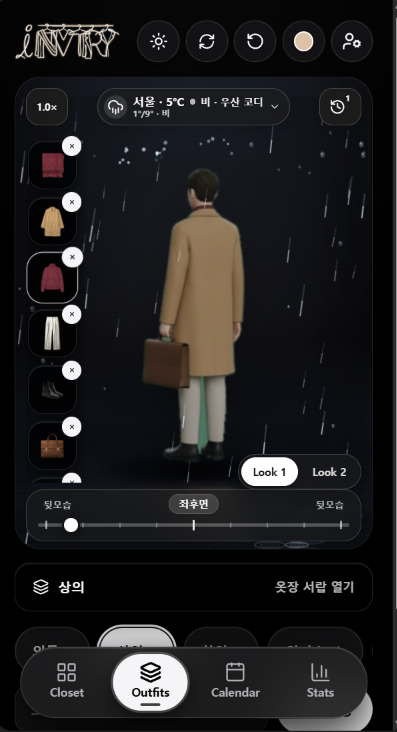 iNVTRY
1.0×
서울 · 5°C • 비 · 우산 코디
1°/9° · 비
1
×
×
×
×
×
×
×
Look 1
Look 2
뒷모습
좌후면
뒷모습
상의
옷장 서랍 열기
Closet
Outfits
Calendar
Stats